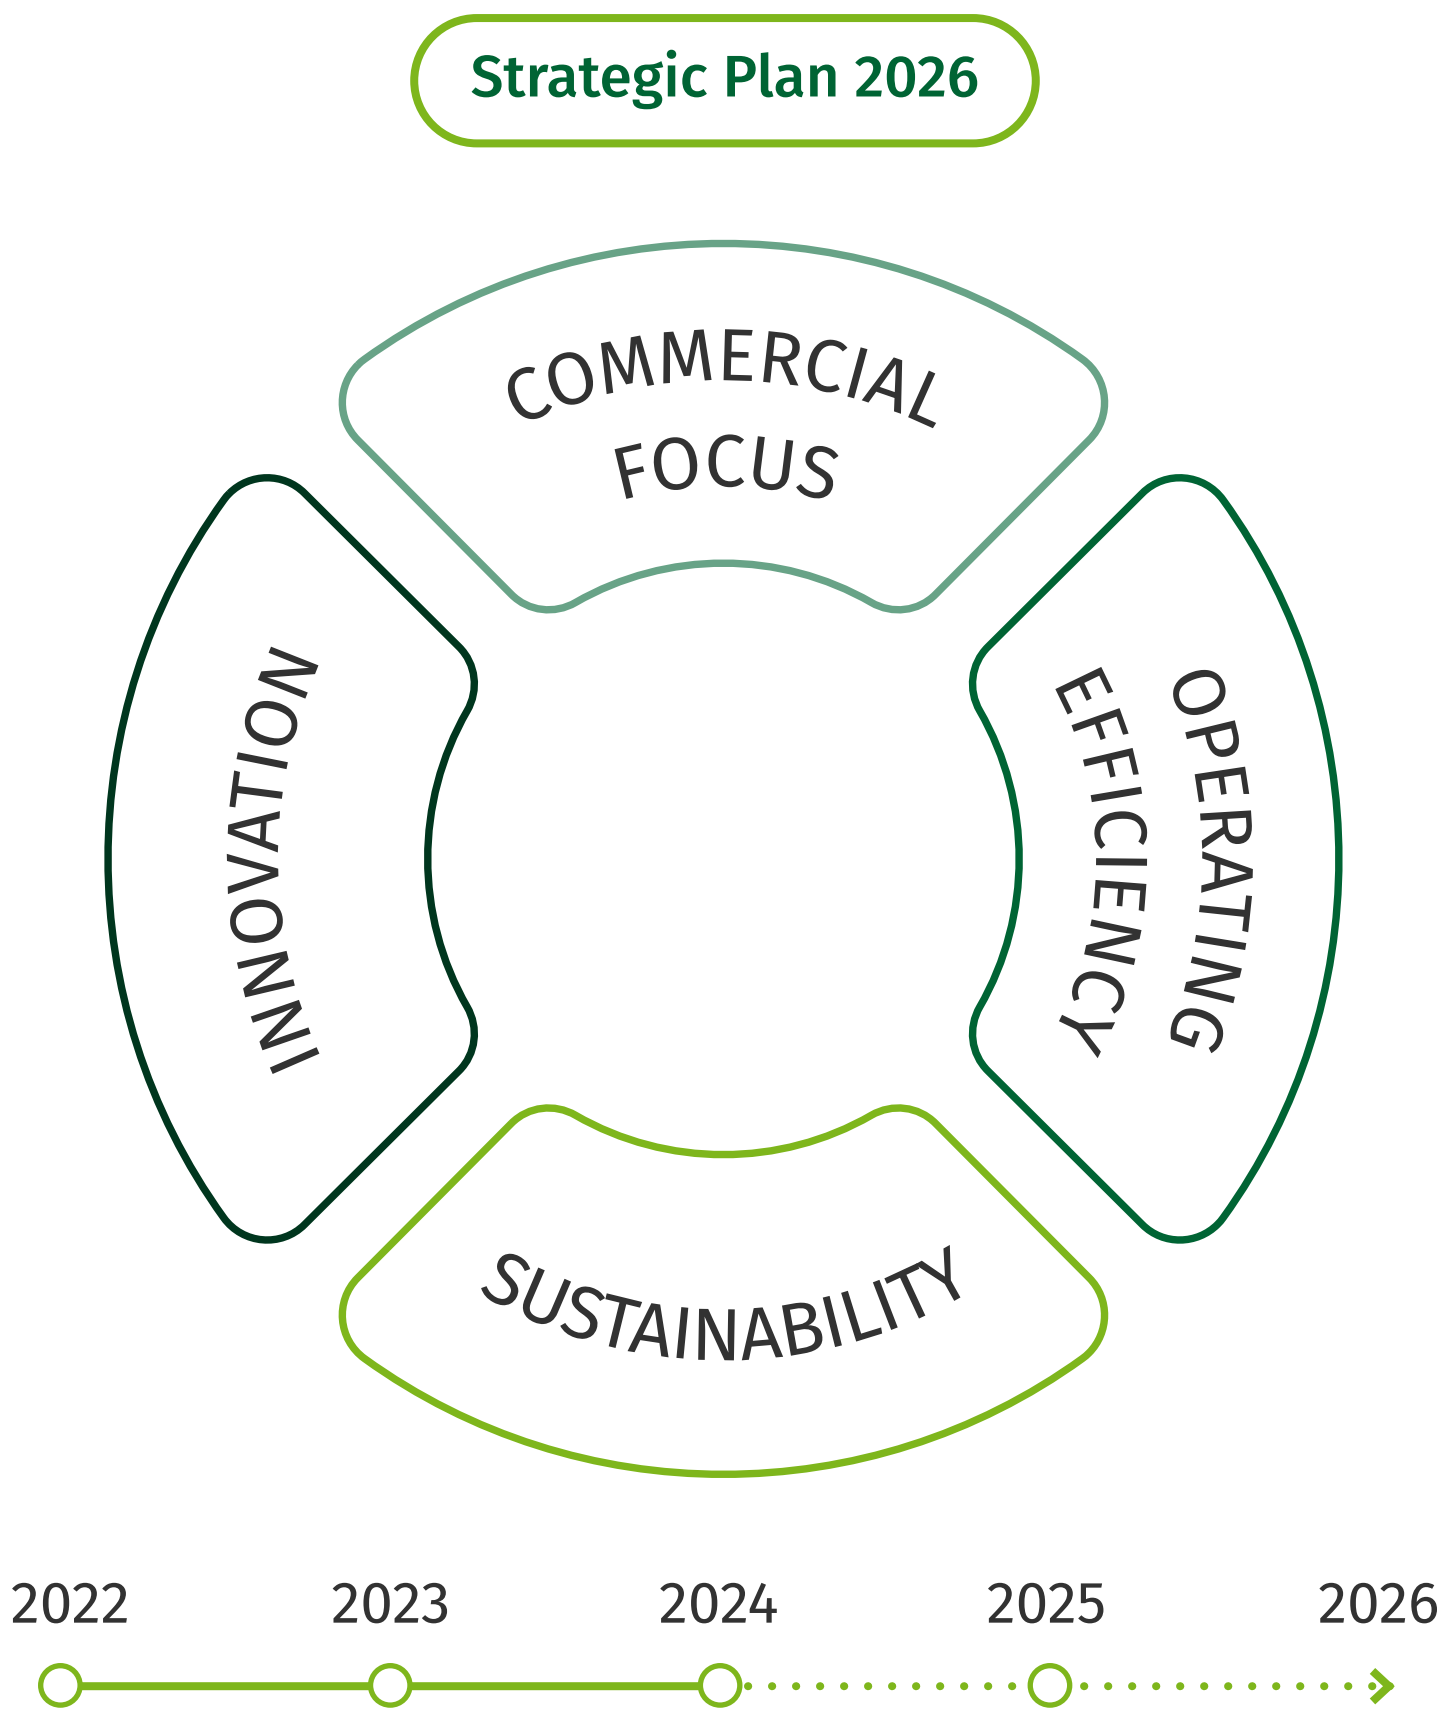 Strategic Plan 2026
COMMERCIAL
FOCUS
OPERATING
EFFICIENCY
SUSTAINABILITY
INNOVATION
2022 2023 2024 2025 2026